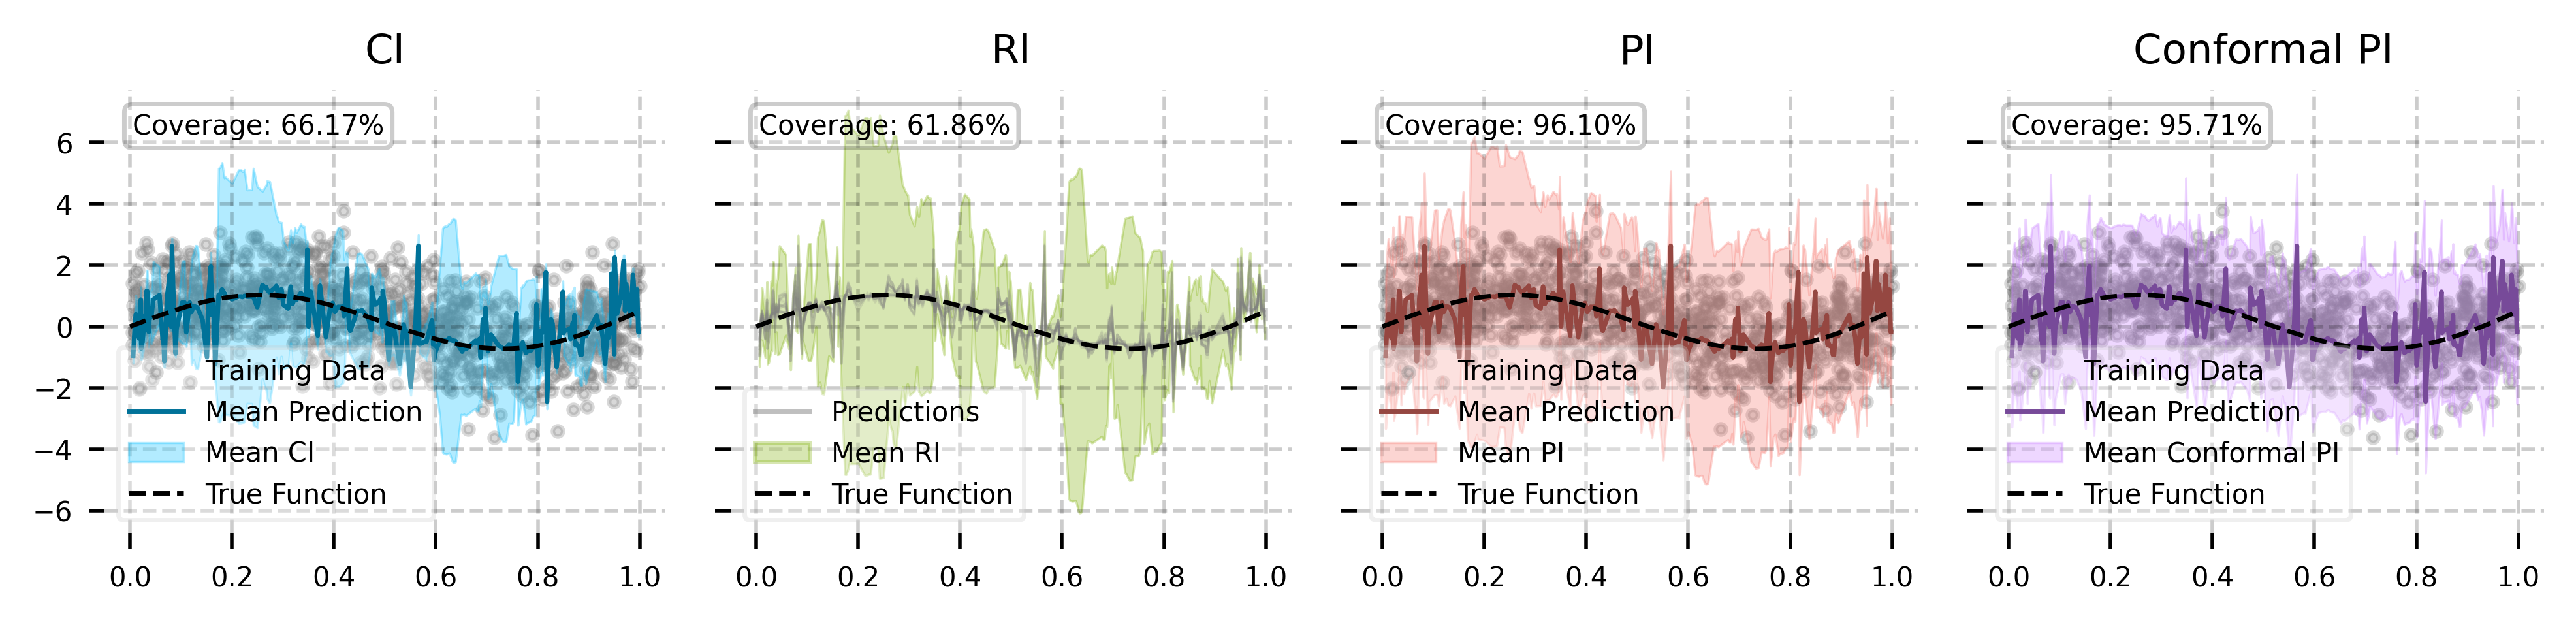 CI
RI
PI
Conformal PI
Coverage: 66.17%
Coverage: 61.86%
Coverage: 96.10%
Coverage: 95.71%
6
4
2
0
−2
−4
−6
Training Data
Mean Prediction
Mean CI
True Function
Predictions
Mean RI
True Function
Training Data
Mean Prediction
Mean PI
True Function
Training Data
Mean Prediction
Mean Conformal PI
True Function
0.0 0.2 0.4 0.6 0.8 1.0
0.0 0.2 0.4 0.6 0.8 1.0
0.0 0.2 0.4 0.6 0.8 1.0
0.0 0.2 0.4 0.6 0.8 1.0